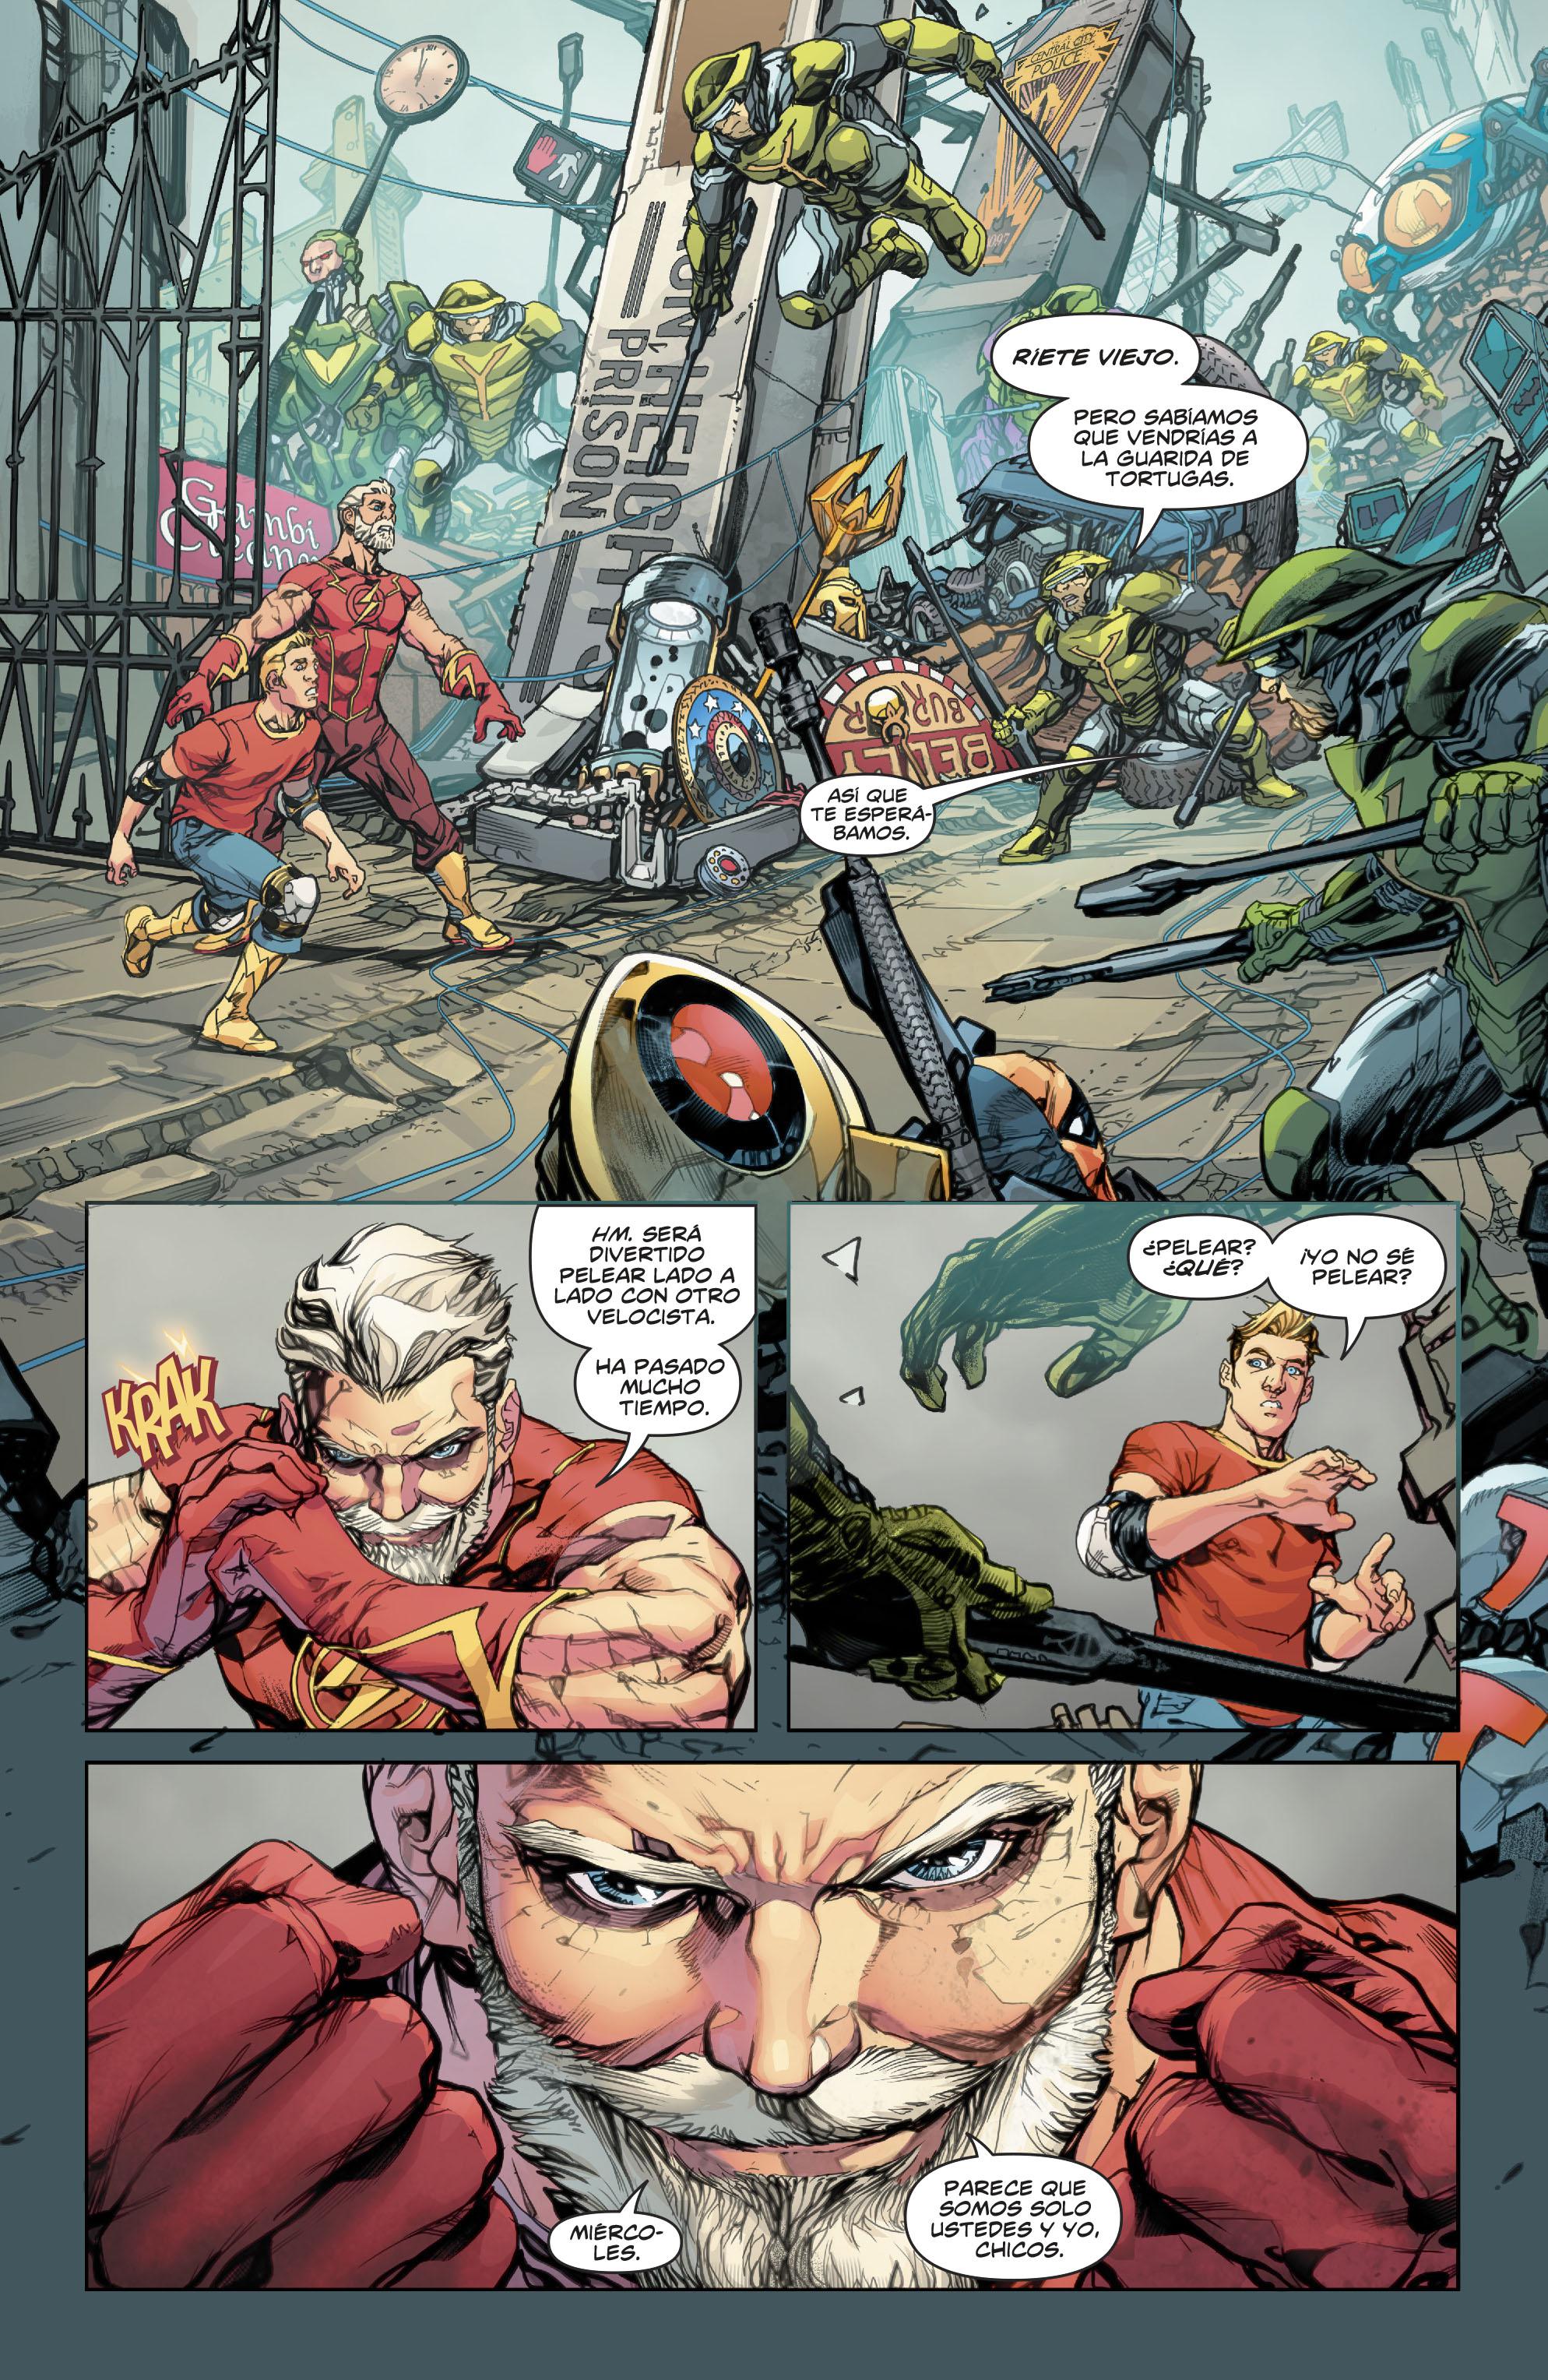 CENTRAL CITY
POLICE
RÍETE VIEJO.
PERO SABÍAMOS
QUE VENDRÍAS A
LA GUARIDA DE
TORTUGAS.
PRISON
Gambi
BELLY
BUR
ASÍ QUE
TE ESPERÁ-
BAMOS.
KRAK
HM. SERÁ
DIVERTIDO
PELEAR LADO A
LADO CON OTRO
VELOCISTA.
HA PASADO
MUCHO
TIEMPO.
¿PELEAR?
¿QUÉ?
¡YO NO SÉ
PELEAR?
MIÉRCO-
LES.
PARECE QUE
SOMOS SOLO
USTEDES Y YO,
CHICOS.